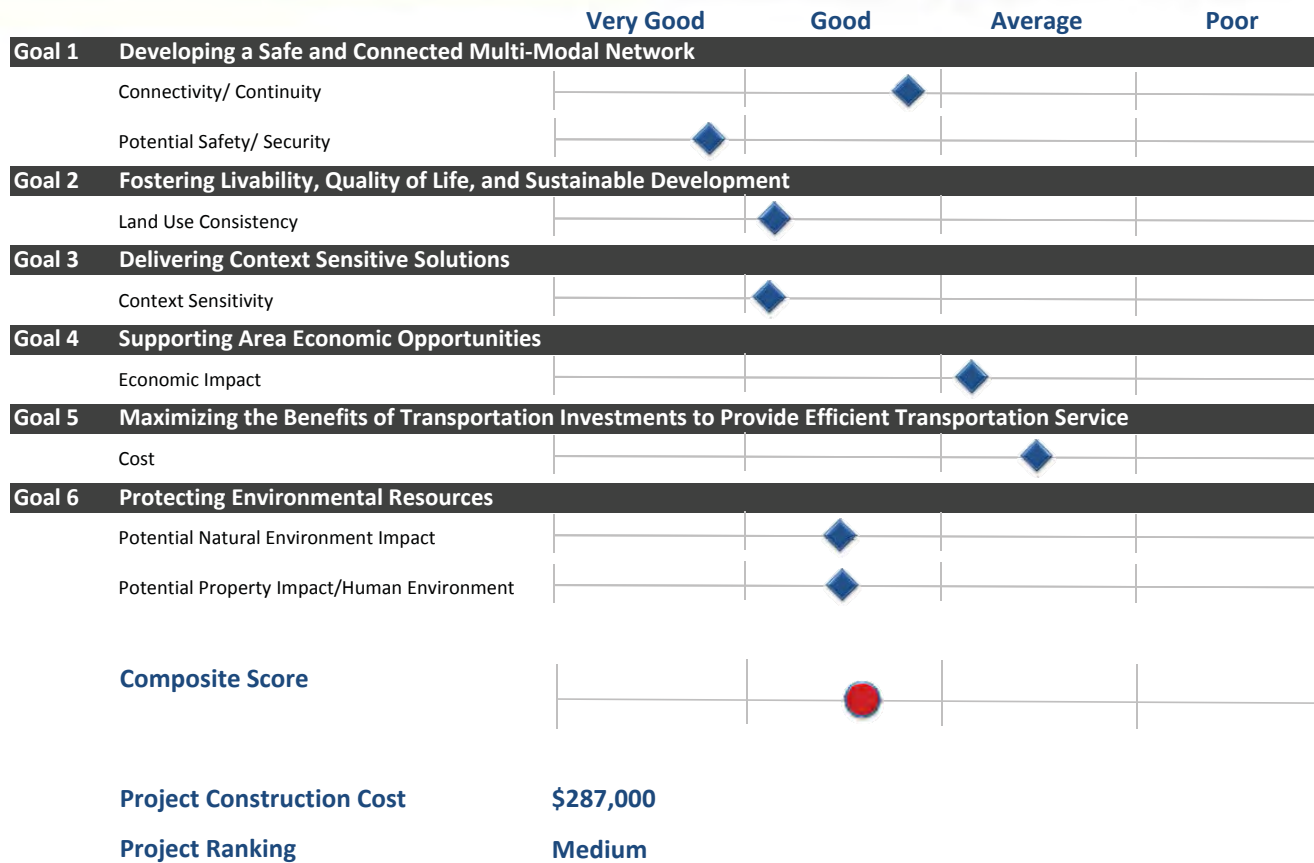 Very Good Good Average Poor
Goal 1 Developing a Safe and Connected Multi-Modal Network
Connectivity/ Continuity
Potential Safety/ Security
Goal 2 Fostering Livability, Quality of Life, and Sustainable Development
Land Use Consistency
Goal 3 Delivering Context Sensitive Solutions
Context Sensitivity
Goal 4 Supporting Area Economic Opportunities
Economic Impact
Goal 5 Maximizing the Benefits of Transportation Investments to Provide Efficient Transportation Service
Cost
Goal 6 Protecting Environmental Resources
Potential Natural Environment Impact
Potential Property Impact/Human Environment
Composite Score
Project Construction Cost $287,000
Project Ranking Medium